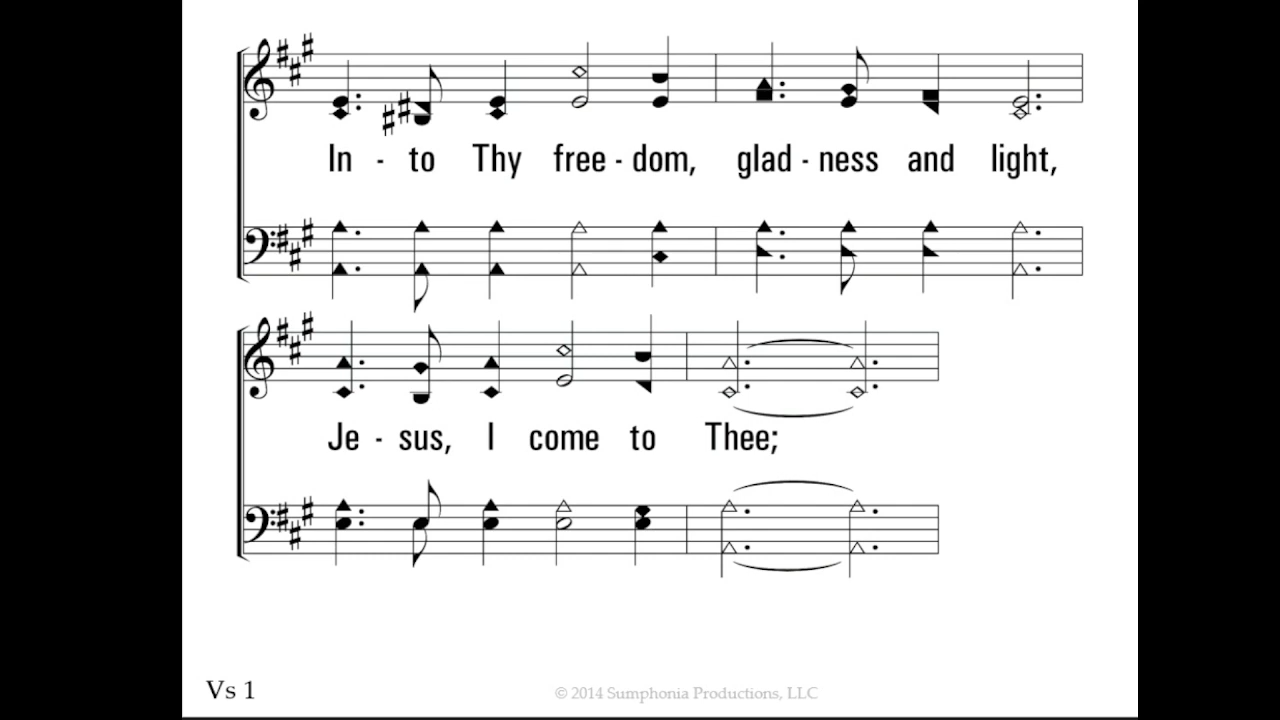 In - to Thy free - dom, glad - ness and light,
Je - sus, I come to Thee;
Vs 1
© 2014 Sumphonia Productions, LLC